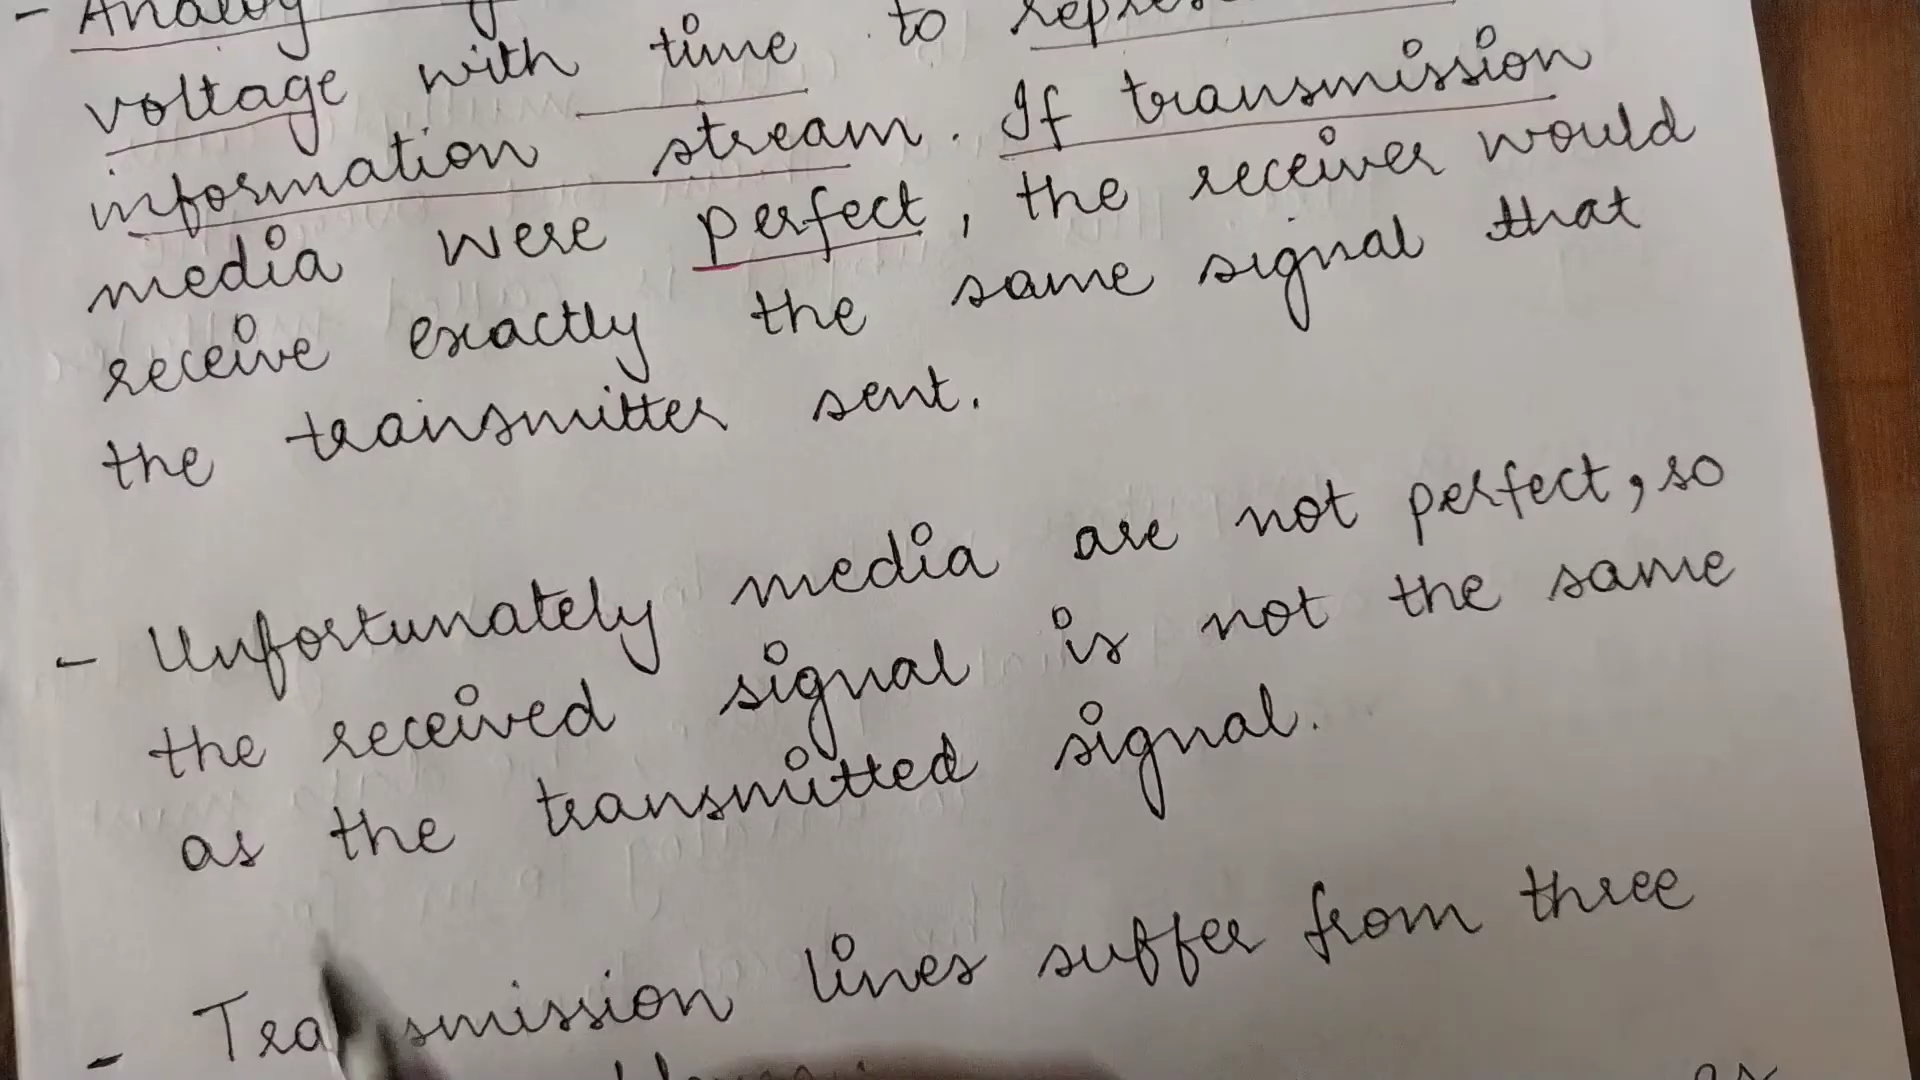 - Analog
voltage with time to
information stream. If transmission
media were perfect, the receiver would
receive exactly the same signal that
the transmitter sent.
- Unfortunately media are not perfect, so
the received signal is not the same
as the transmitted signal.
- Transmission lines suffer from three
as